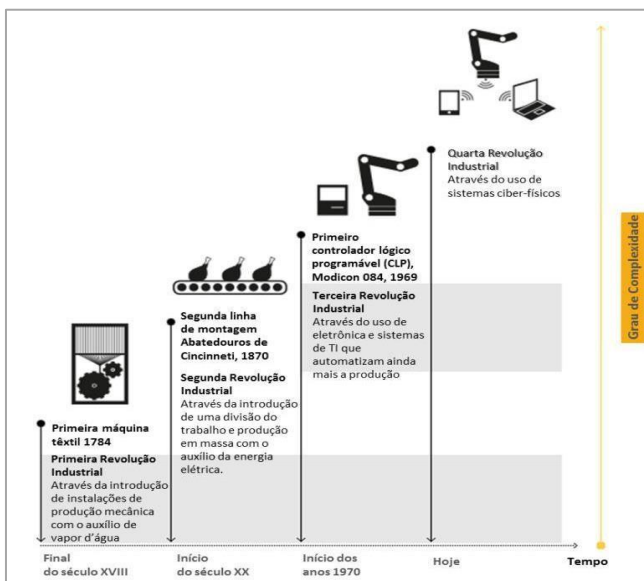 Quarta Revolução
Industrial
Através do uso de
sistemas ciber-físicos
Primeiro
controlador lógico
programável (CLP),
Modicon 084, 1969
Terceira Revolução
Industrial
Através do uso de
eletrônica e sistemas
de TI que
automatizam ainda
mais a produção
Segunda linha
de montagem
Abatedouros de
Cincinneti, 1870
Segunda Revolução
Industrial
Através da introdução
de uma divisão do
trabalho e produção
em massa com o
auxílio da energia
elétrica.
Primeira máquina
têxtil 1784
Primeira Revolução
Industrial
Através da introdução
de instalações de
produção mecânica
com o auxílio de
vapor d’água
Grau de Complexidade
Final
do século XVIII
Início
do século XX
Início dos
anos 1970
Hoje
Tempo